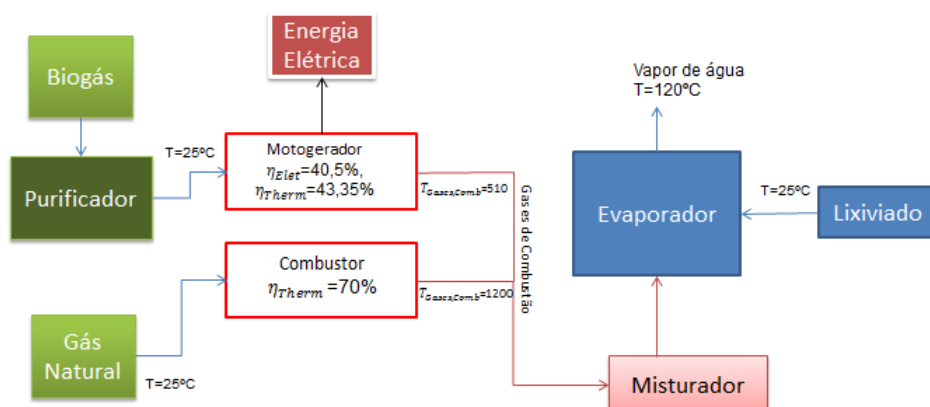 Energia
Elétrica
Biogás
Purificador
T=25ºC
Motogerador
ηElet=40,5%,
ηTherm=43,35%
TGases,Comb=510
Combustor
ηTherm =70%
TGases,Comb=1200
Gases de Combustão
Gás
Natural
T=25ºC
Vapor de água
T=120ºC
Evaporador
T=25ºC
Lixiviado
Misturador